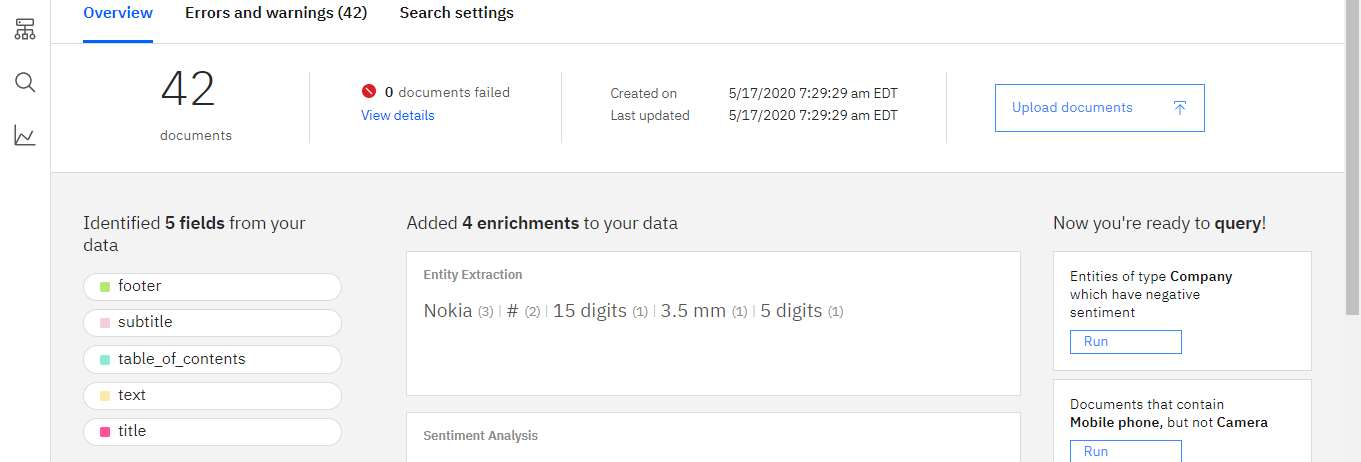 Overview
Errors and warnings (42)
Search settings
42
documents
0 documents failed
View details
Created on 5/17/2020 7:29:29 am EDT
Last updated 5/17/2020 7:29:29 am EDT
Upload documents
Identified 5 fields from your
data
footer
subtitle
table_of_contents
text
title
Added 4 enrichments to your data
Entity Extraction
Nokia (3) | # (2) | 15 digits (1) | 3.5 mm (1) | 5 digits (1)
Sentiment Analysis
Now you're ready to query!
Entities of type Company
which have negative
sentiment
Run
Documents that contain
Mobile phone, but not Camera
Run